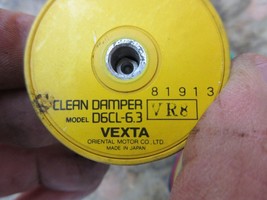 81913
CLEAN DAMPER VR8
MODEL D6CL-6.3
VEXTA
ORIENTAL MOTOR CO., LTD.
MADE IN JAPAN